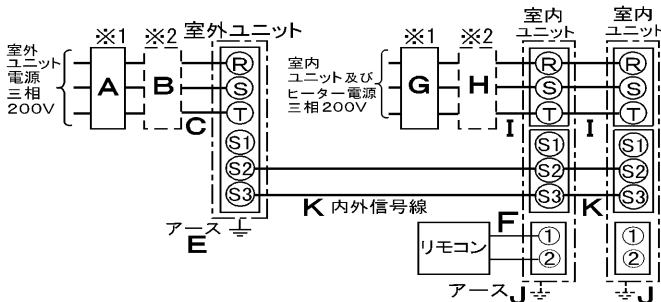 ※1
※2
室外ユニット
室外
ユニット
電源
三相
200V
A
B
C
R
S
T
S1
S2
S3
アース
E
※1
※2
室内
ユニット
室内
ユニット
室内
ユニット及び
ヒーター電源
三相200V
G
H
I
I
R
S
T
S1
S2
S3
R
S
T
S1
S2
S3
K 内外信号線
K
リモコン
F
1
2
1
2
アース
J
J